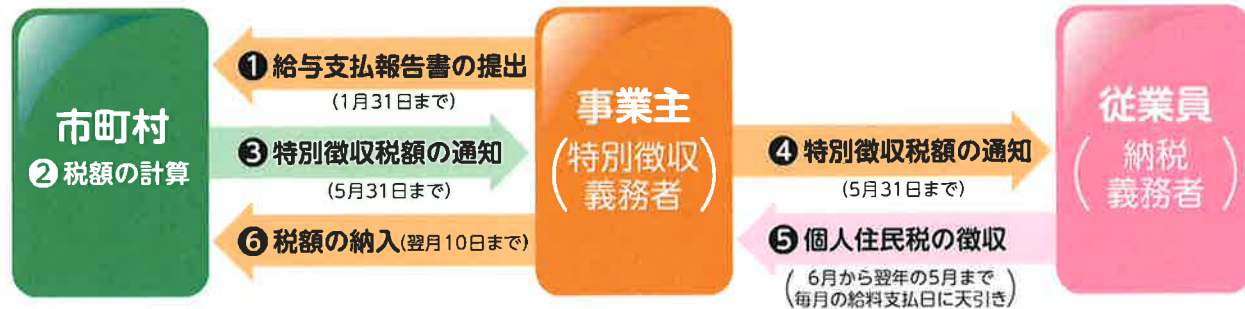 市町村
❷税額の計算
❶給与支払報告書の提出
(1月31日まで)
❸特別徴収税額の通知
(5月31日まで)
❻税額の納入(翌月10日まで)
事業主
(特別徴収
義務者)
❹特別徴収税額の通知
(5月31日まで)
❺個人住民税の徴収
(6月から翌年の5月まで
毎月の給料支払日に天引き)
従業員
(納税
義務者)